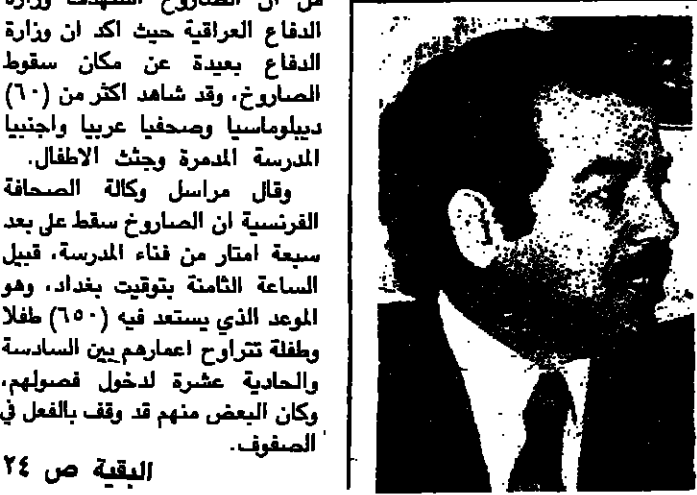 من ان الصاروخ استهدف وزارة
الدفاع العراقية حيث اكد ان وزارة
الدفاع بعيدة عن مكان سقوط
الصاروخ، وقد شاهد اكثر من (٦٠)
ديبلوماسيا وصحفيا عربيا واجنبيا
المدرسة المدمرة وجثث الاطفال.
وقال مراسل وكالة الصحافة
الفرنسية ان الصاروخ سقط على بعد
سبعة امتار من فناء المدرسة، قبيل
الساعة الثامنة بتوقيت بغداد، وهو
الموعد الذي يستعد فيه (٦٥٠) طفلا
وطفلة تتراوح اعمارهم بين السادسة
والحادية عشرة لدخول فصولهم،
وكان البعض منهم قد وقف بالفعل في
الصفوف.
البقية ص ٢٤